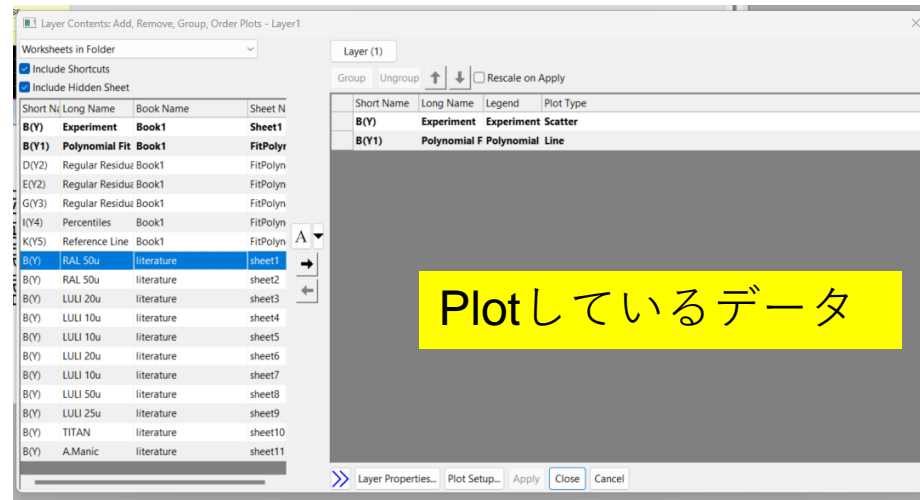 Layer Contents: Add, Remove, Group, Order Plots - Layer1
Worksheets in Folder
Include Shortcuts
Include Hidden Sheet
Short Na Long Name Book Name Sheet N
B(Y) Experiment Book1 Sheet1
B(Y1) Polynomial Fit Book1 FitPolyn
D(Y2) Regular Residua Book1 FitPolyn
E(Y2) Regular Residua Book1 FitPolyn
G(Y3) Regular Residua Book1 FitPolyn
I(Y4) Percentiles Book1 FitPolyn
K(Y5) Reference Line Book1 FitPolyn
B(Y) RAL 50u literature sheet1
B(Y) RAL 50u literature sheet2
B(Y) LULI 20u literature sheet3
B(Y) LULI 10u literature sheet4
B(Y) LULI 10u literature sheet5
B(Y) LULI 20u literature sheet6
B(Y) LULI 10u literature sheet7
B(Y) LULI 50u literature sheet8
B(Y) LULI 25u literature sheet9
B(Y) TITAN literature sheet10
B(Y) A.Manic literature sheet11
A
Layer (1)
Group Ungroup Rescale on Apply
Short Name Long Name Legend Plot Type
B(Y) Experiment Experiment Scatter
B(Y1) Polynomial F Polynomial Line
Plotしているデータ
Layer Properties... Plot Setup... Apply Close Cancel